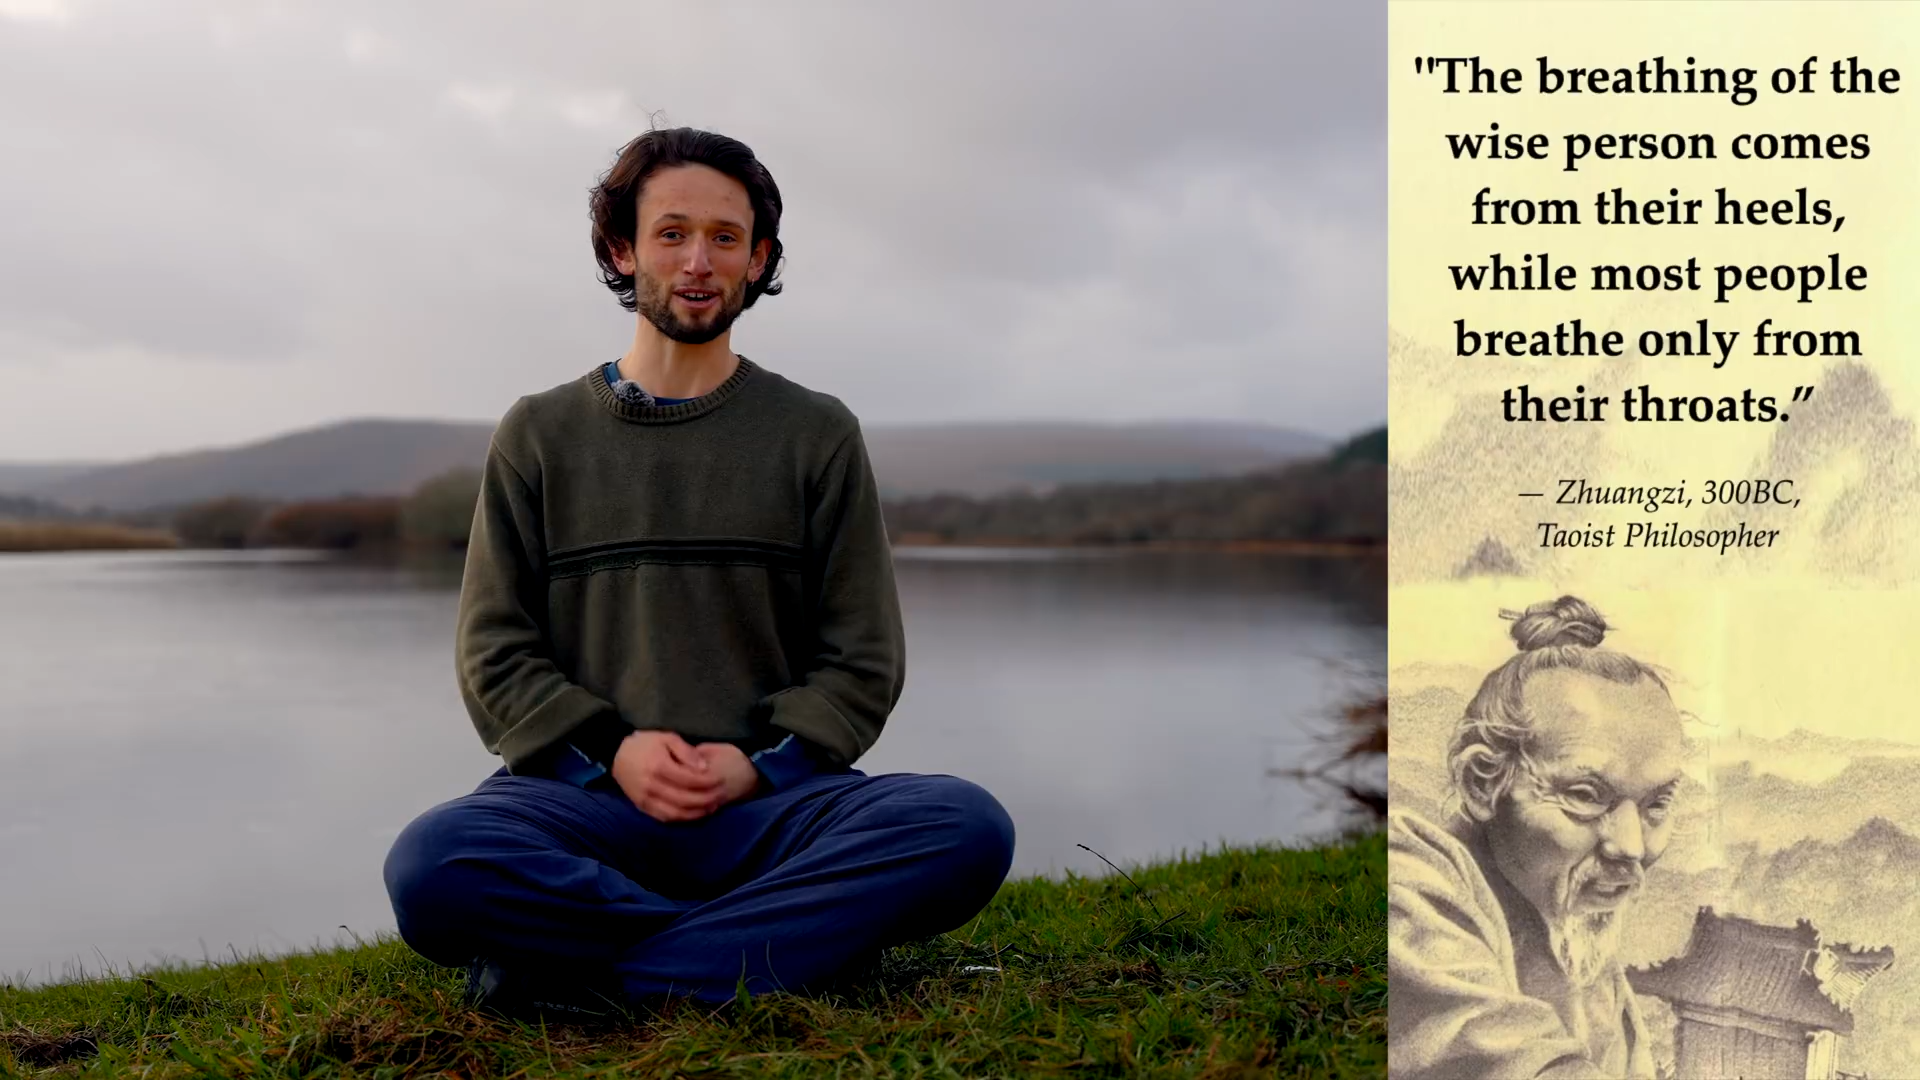 "The breathing of the
wise person comes
from their heels,
while most people
breathe only from
their throats.”
— Zhuangzi, 300BC,
Taoist Philosopher